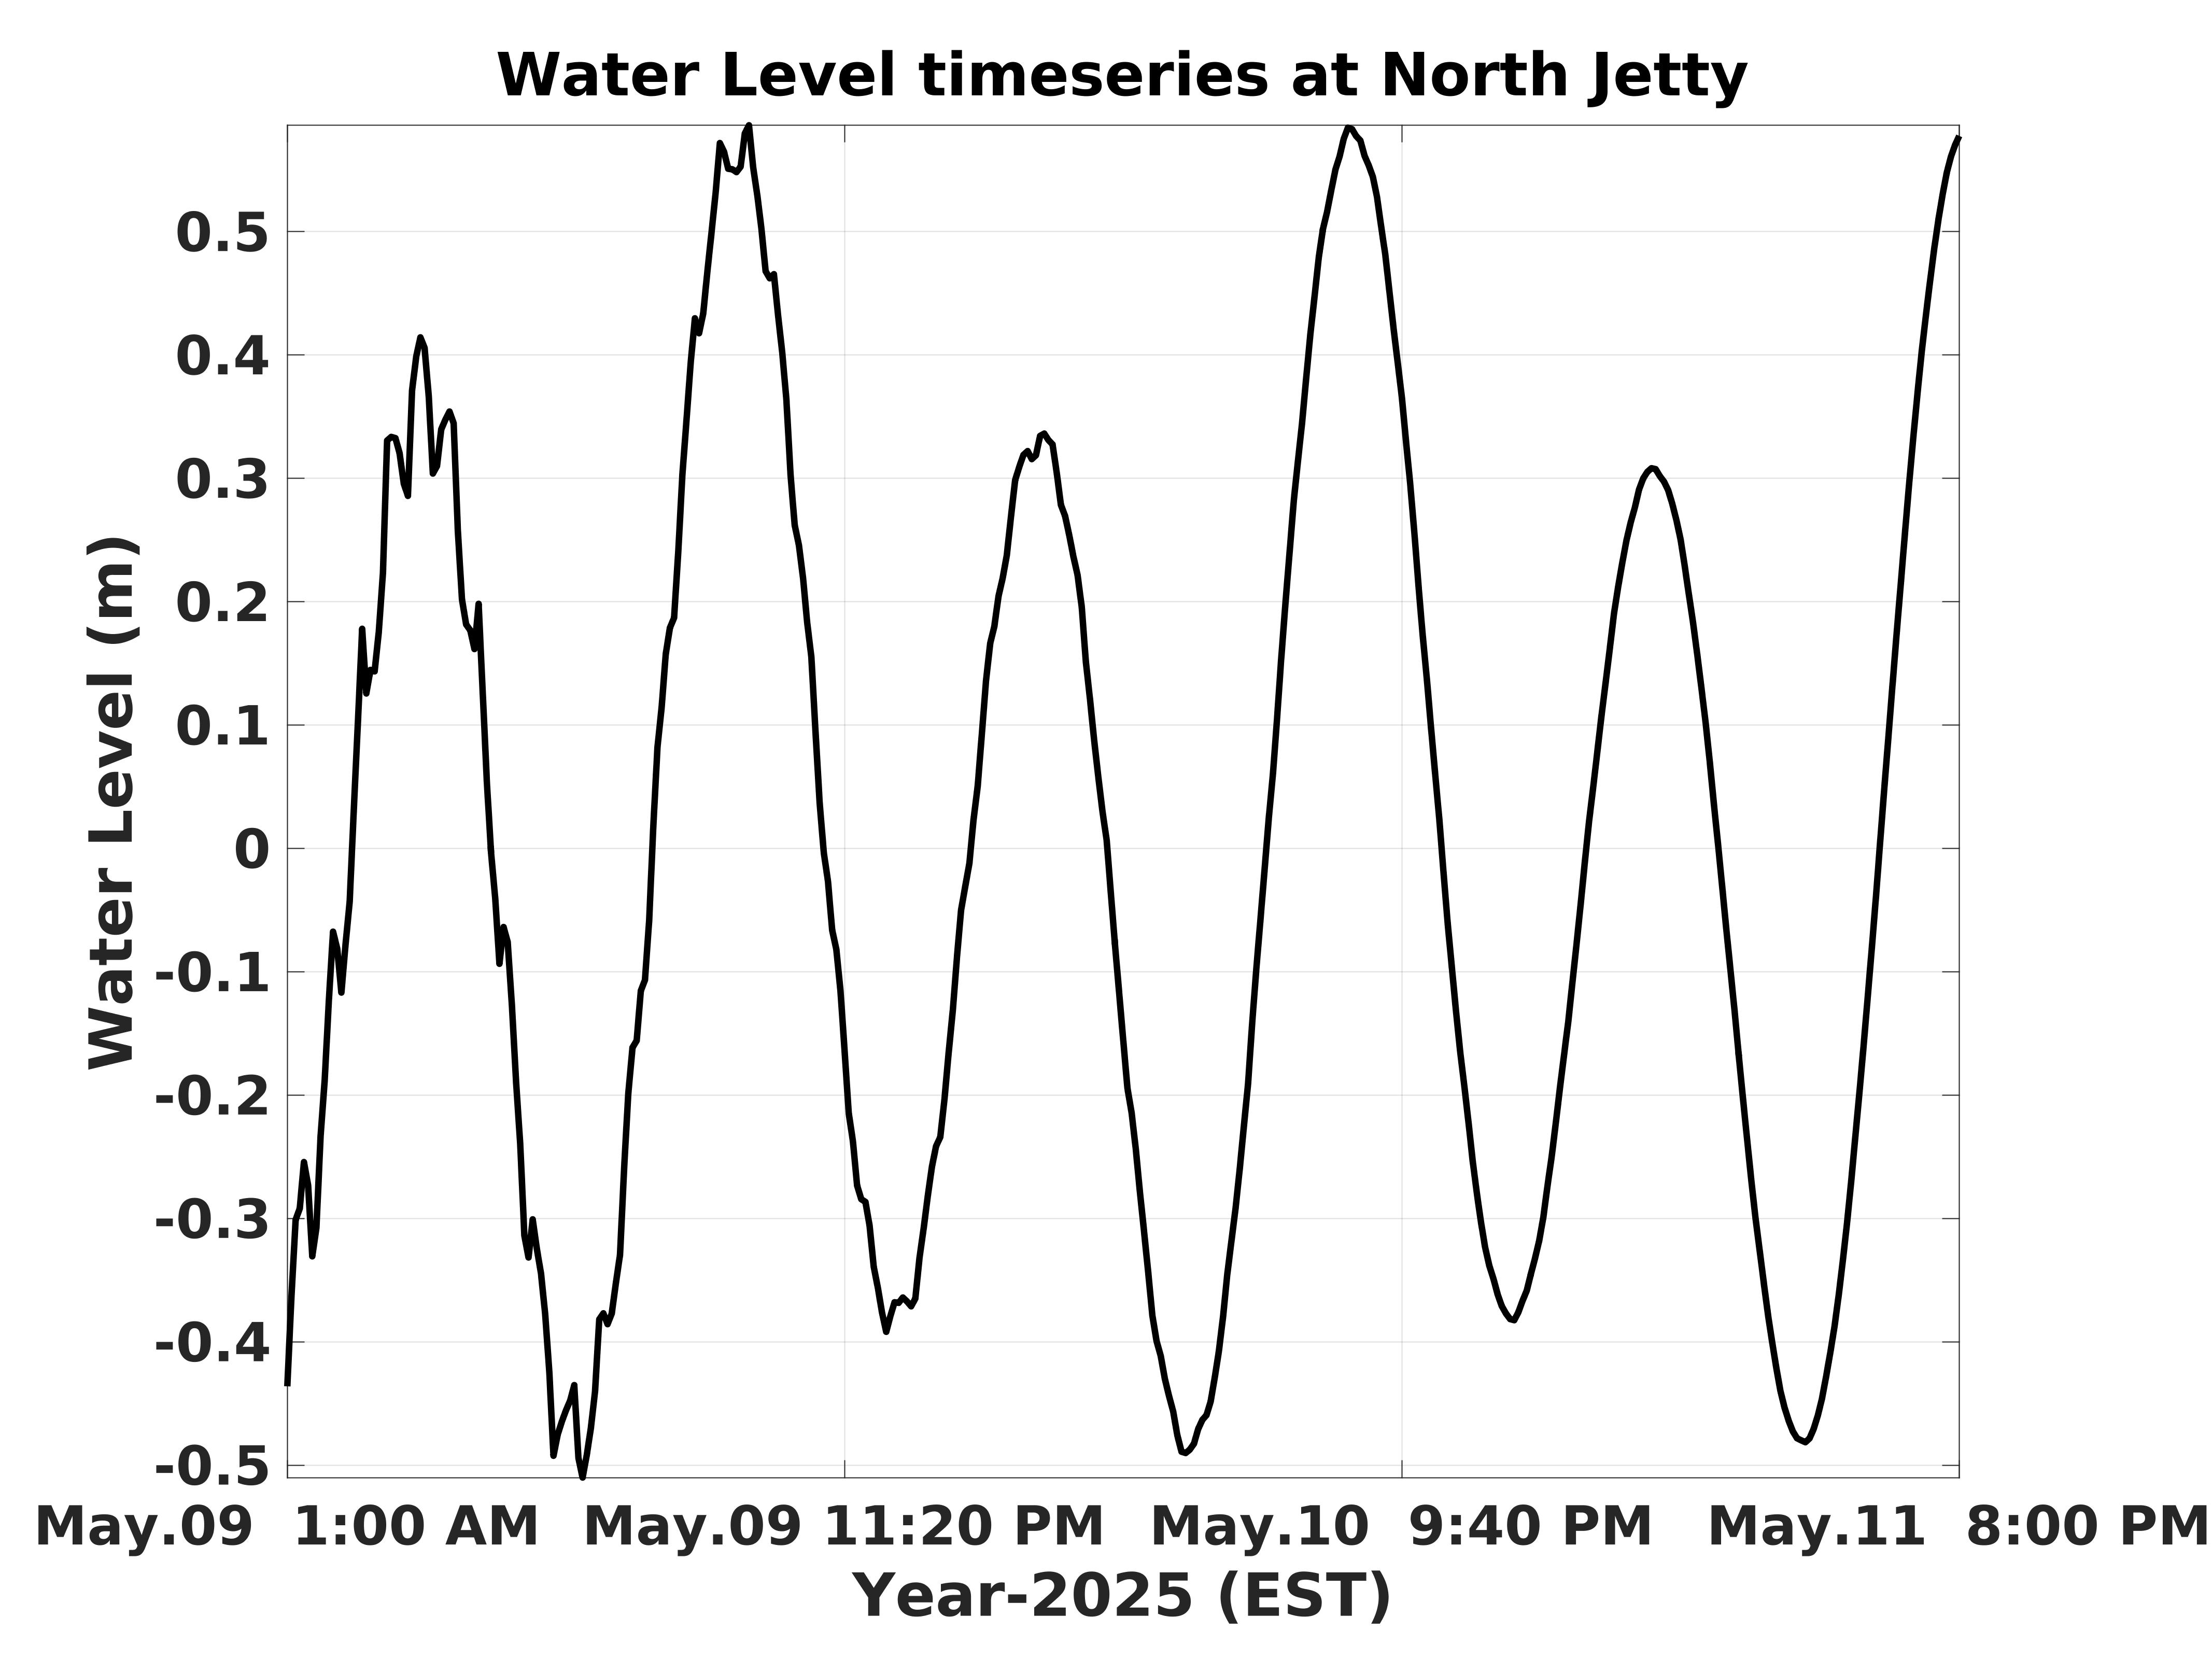 Water Level timeseries at North Jetty
Water Level (m)
0.5
0.4
0.3
0.2
0.1
0
-0.1
-0.2
-0.3
-0.4
-0.5
May.09 1:00 AM May.09 11:20 PM May.10 9:40 PM May.11 8:00 PM
Year-2025 (EST)